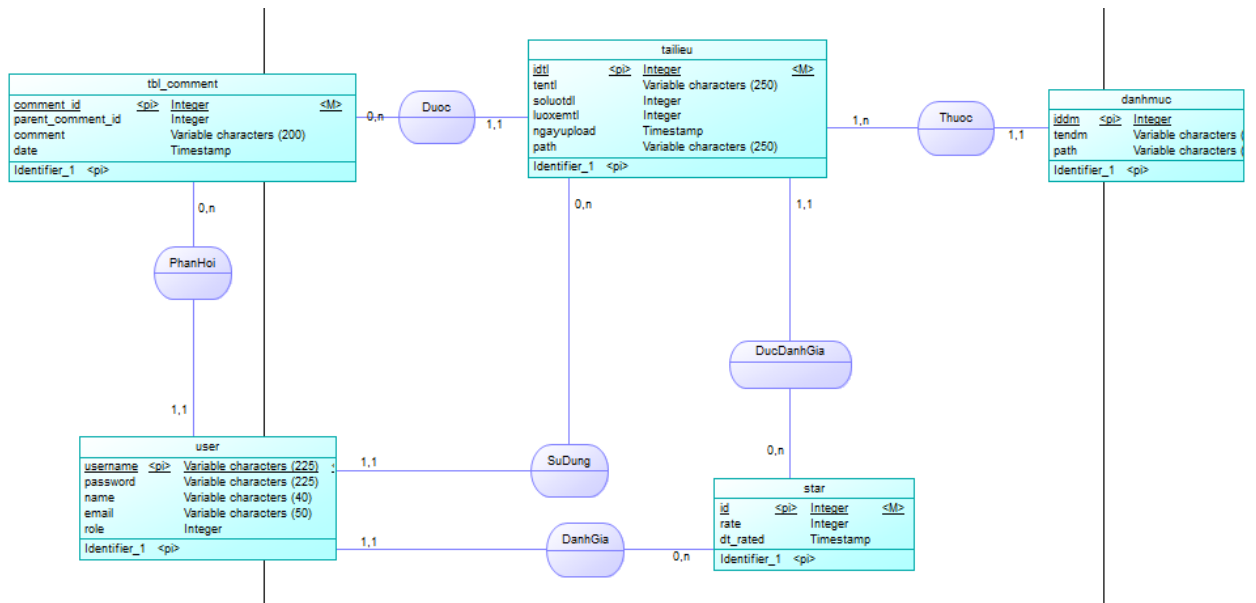 tbl_comment
comment_id <pi> Integer <M>
parent_comment_id Integer
comment Variable characters (200)
date Timestamp
Identifier_1 <pi>
0,n
Duoc
1,1
tailieu
idtl <pi> Integer <M>
tentl Variable characters (250)
soluotdl Integer
luoxemtl Integer
ngayupload Timestamp
path Variable characters (250)
Identifier_1 <pi>
1,n
Thuoc
1,1
danhmuc
iddm <pi> Integer
tendm Variable characters (
path Variable characters (
Identifier_1 <pi>
0,n
PhanHoi
1,1
0,n
1,1
DucDanhGia
0,n
user
username <pi> Variable characters (225)
password Variable characters (225)
name Variable characters (40)
email Variable characters (50)
role Integer
Identifier_1 <pi>
1,1
SuDung
1,1
DanhGia
0,n
star
id <pi> Integer <M>
rate Integer
dt_rated Timestamp
Identifier_1 <pi>